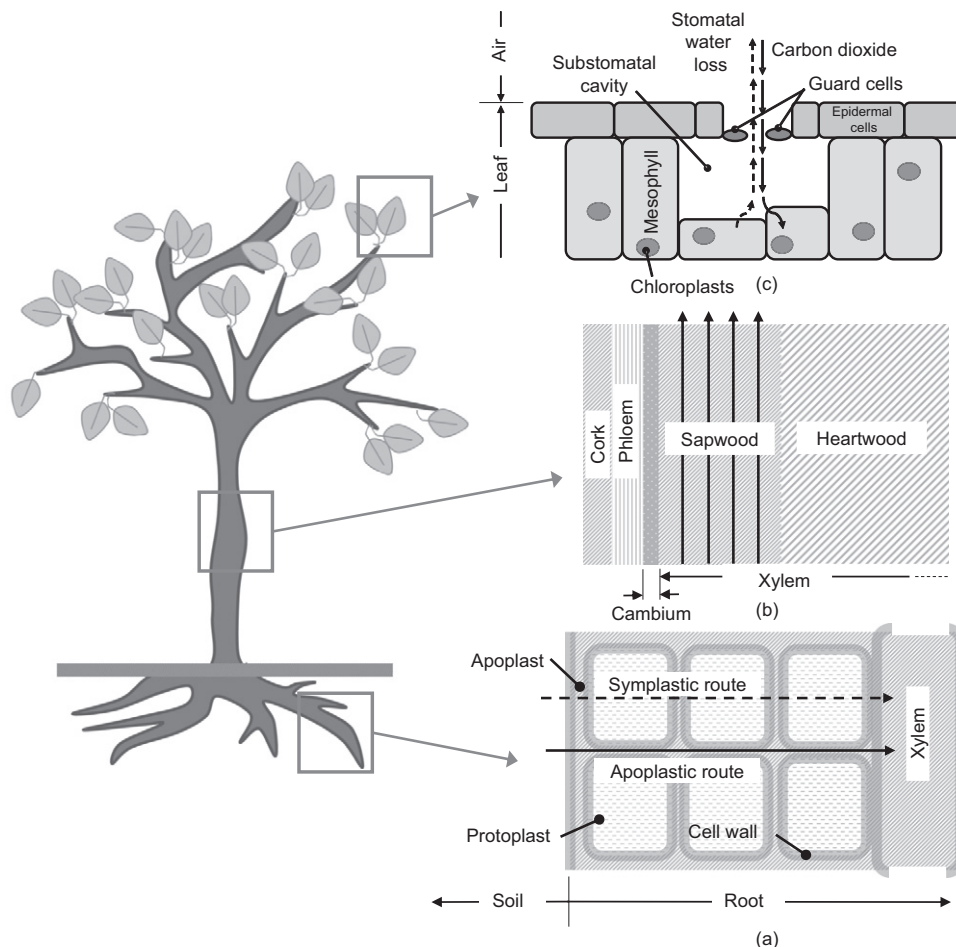 Air
Leaf
Stomatal
water
loss
Carbon dioxide
Substomatal
cavity
Guard cells
Epidermal
cells
Mesophyll
Chloroplasts
(c)
Cork
Phloem
Sapwood
Heartwood
Xylem
Cambium
(b)
Apoplast
Symplastic route
Apoplastic route
Xylem
Protoplast
Cell wall
Soil
Root
(a)